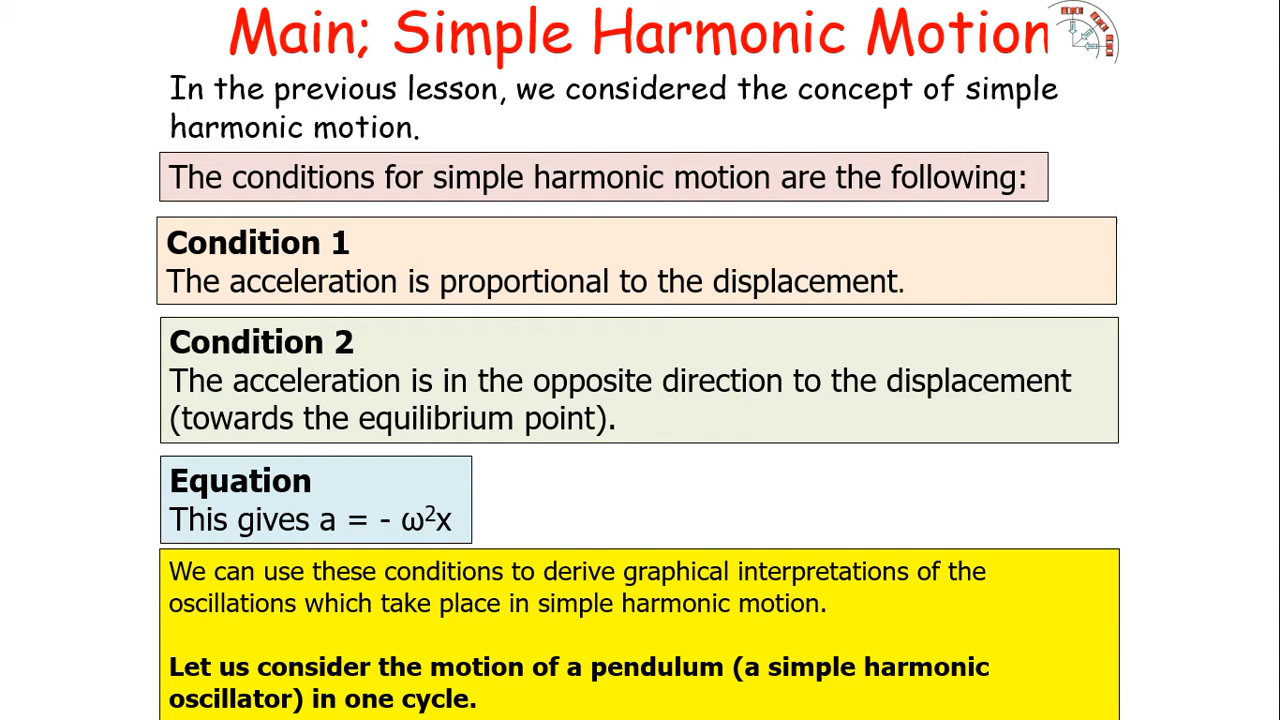 Main; Simple Harmonic Motion
In the previous lesson, we considered the concept of simple
harmonic motion.
The conditions for simple harmonic motion are the following:
Condition 1
The acceleration is proportional to the displacement.
Condition 2
The acceleration is in the opposite direction to the displacement
(towards the equilibrium point).
Equation
This gives a = - ω²x
We can use these conditions to derive graphical interpretations of the
oscillations which take place in simple harmonic motion.
Let us consider the motion of a pendulum (a simple harmonic
oscillator) in one cycle.